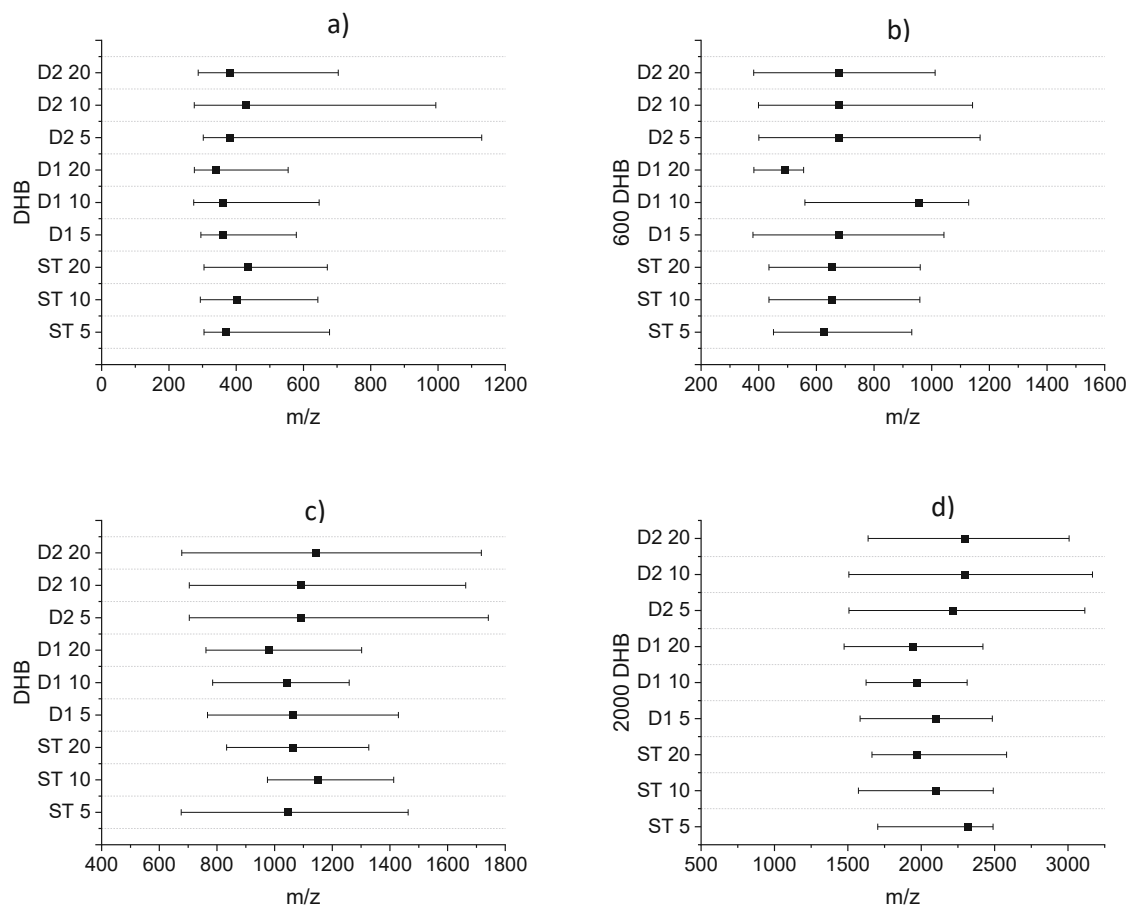 a)
D2 20
D2 10
D2 5
D1 20
D1 10
D1 5
ST 20
ST 10
ST 5
DHB
0 200 400 600 800 1000 1200
m/z
b)
D2 20
D2 10
D2 5
D1 20
D1 10
D1 5
ST 20
ST 10
ST 5
600 DHB
200 400 600 800 1000 1200 1400 1600
m/z
c)
D2 20
D2 10
D2 5
D1 20
D1 10
D1 5
ST 20
ST 10
ST 5
DHB
400 600 800 1000 1200 1400 1600 1800
m/z
d)
D2 20
D2 10
D2 5
D1 20
D1 10
D1 5
ST 20
ST 10
ST 5
2000 DHB
500 1000 1500 2000 2500 3000
m/z